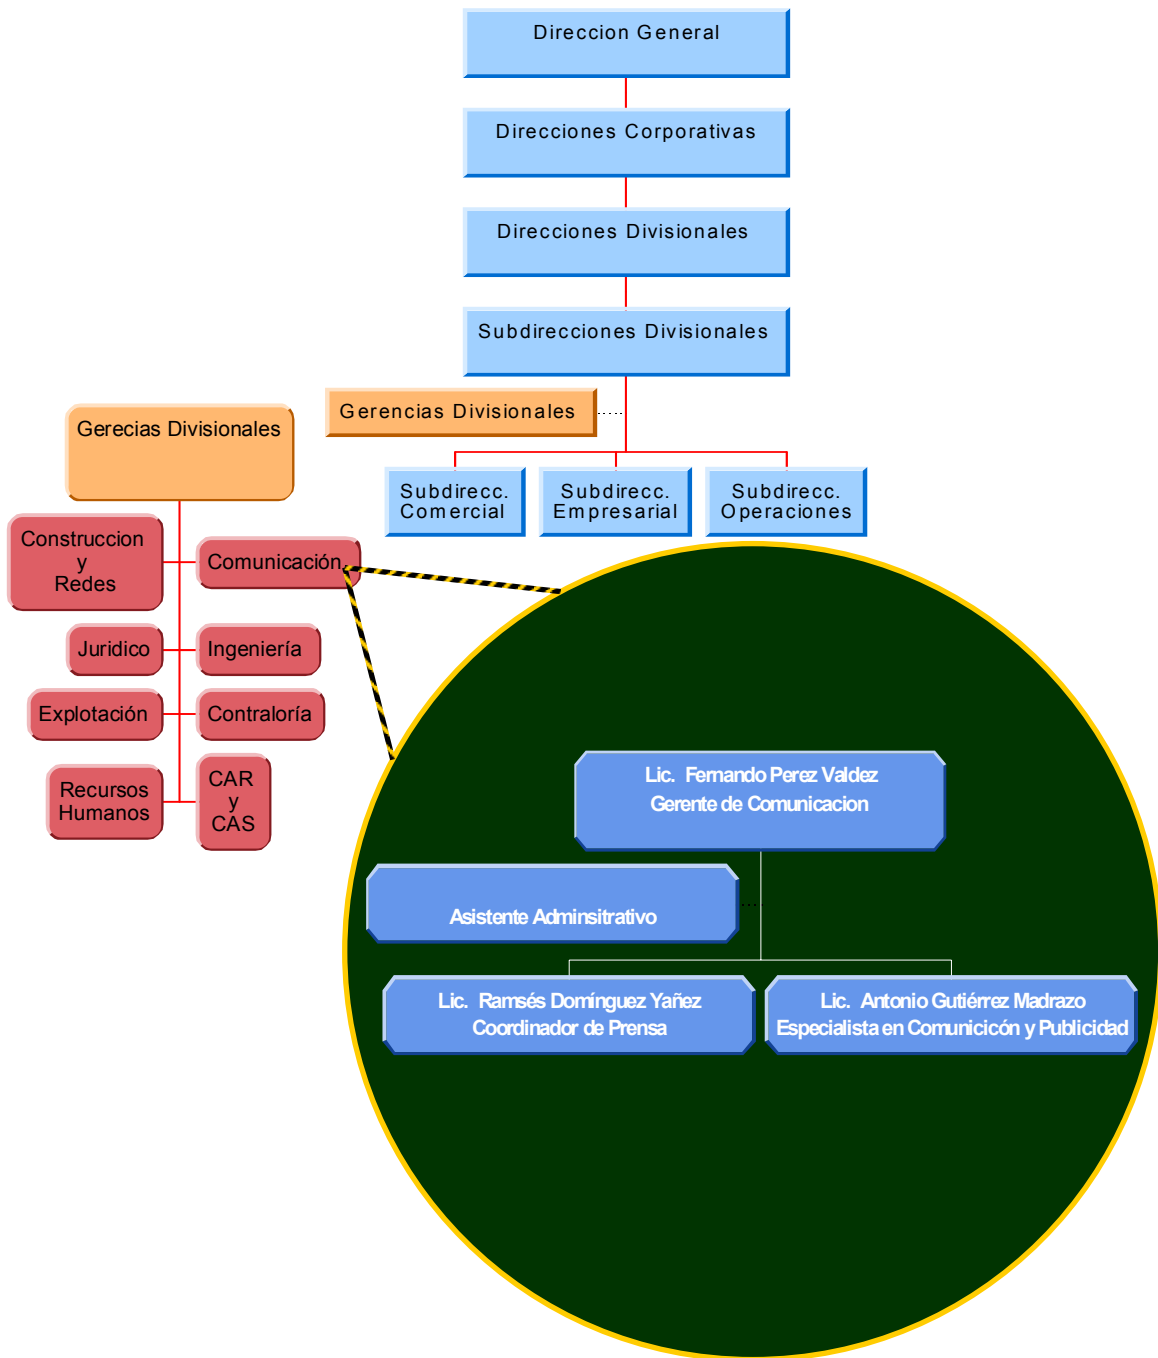 Direccion General
Direcciones Corporativas
Direcciones Divisionales
Subdirecciones Divisionales
Gerencias Divisionales
Subdirecc.
Comercial
Subdirecc.
Empresarial
Subdirecc.
Operaciones
Gerecias Divisionales
Construccion
y
Redes
Comunicación
Juridico
Ingeniería
Explotación
Contraloría
Recursos
Humanos
CAR
y
CAS
Lic. Fernando Perez Valdez
Gerente de Comunicacion
Asistente Adminsitrativo
Lic. Ramsés Domínguez Yañez
Coordinador de Prensa
Lic. Antonio Gutiérrez Madrazo
Especialista en Comunicicón y Publicidad